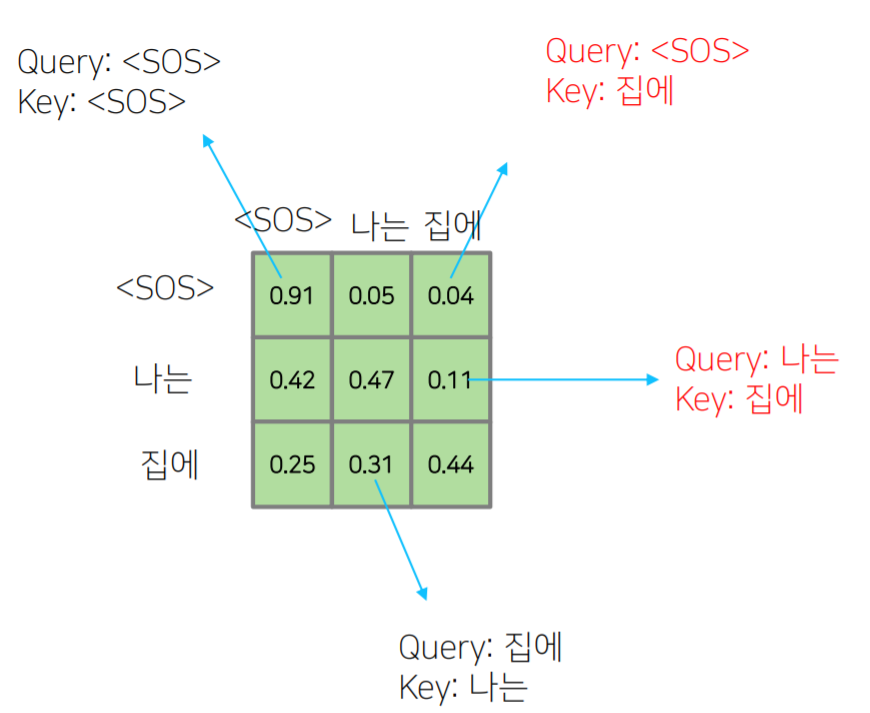 Query: <SOS>
Key: <SOS>
Query: <SOS>
Key: 집에
<SOS> 나는 집에
<SOS> 0.91 0.05 0.04
나는 0.42 0.47 0.11
Query: 나는
Key: 집에
집에 0.25 0.31 0.44
Query: 집에
Key: 나는